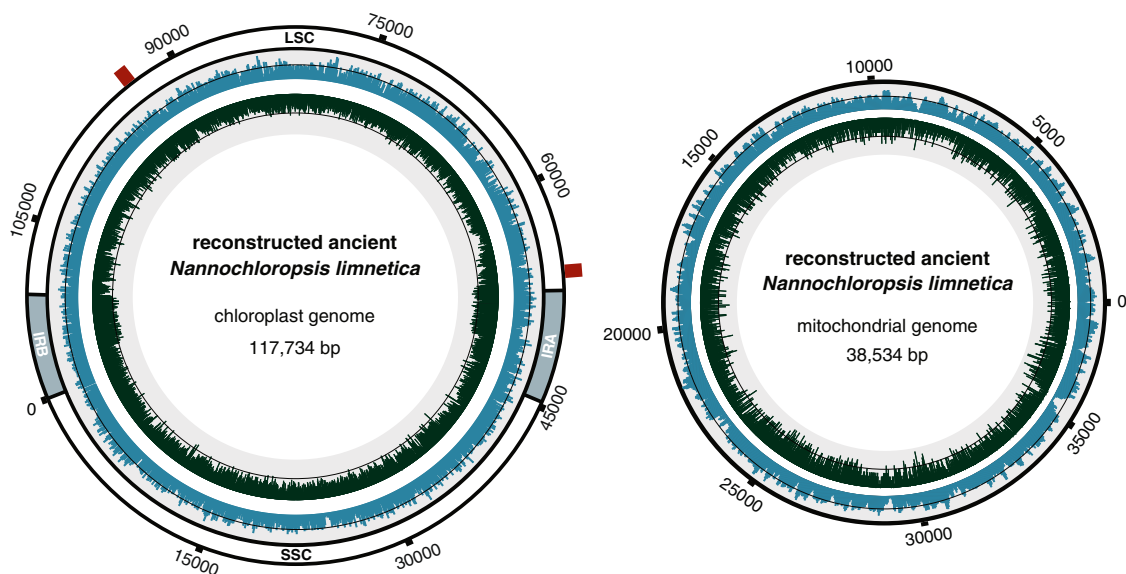 75000
90000
LSC
60000
105000
reconstructed ancient
Nannochloropsis limnetica
chloroplast genome
117,734 bp
IRB
IRA
0
45000
15000
SSC
30000
10000
5000
15000
reconstructed ancient
Nannochloropsis limnetica
mitochondrial genome
38,534 bp
0
20000
35000
25000
30000